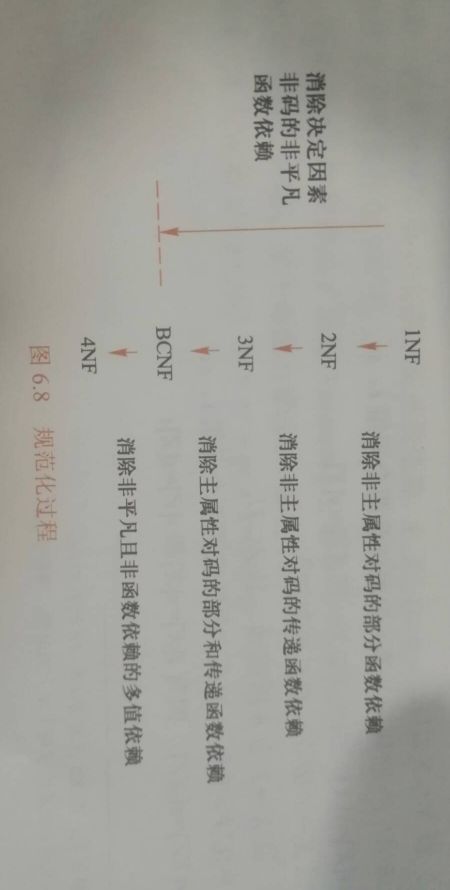 1NF
消除非主属性对码的部分函数依赖
消除决定因素
非码的非平凡
函数依赖
2NF
消除非主属性对码的传递函数依赖
3NF
消除主属性对码的部分和传递函数依赖
BCNF
消除非平凡且非函数依赖的多值依赖
4NF
图 6.8 规范化过程